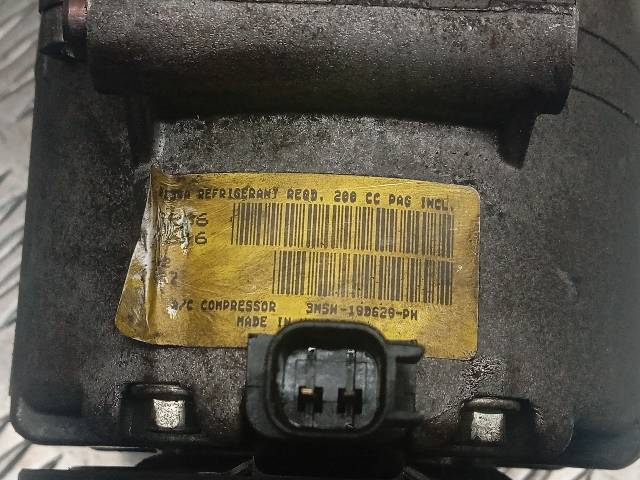 REFRIGERANT REQD. 200 CC PAG INCL.
A/C COMPRESSOR 3M5H-19D629-PH
MADE IN